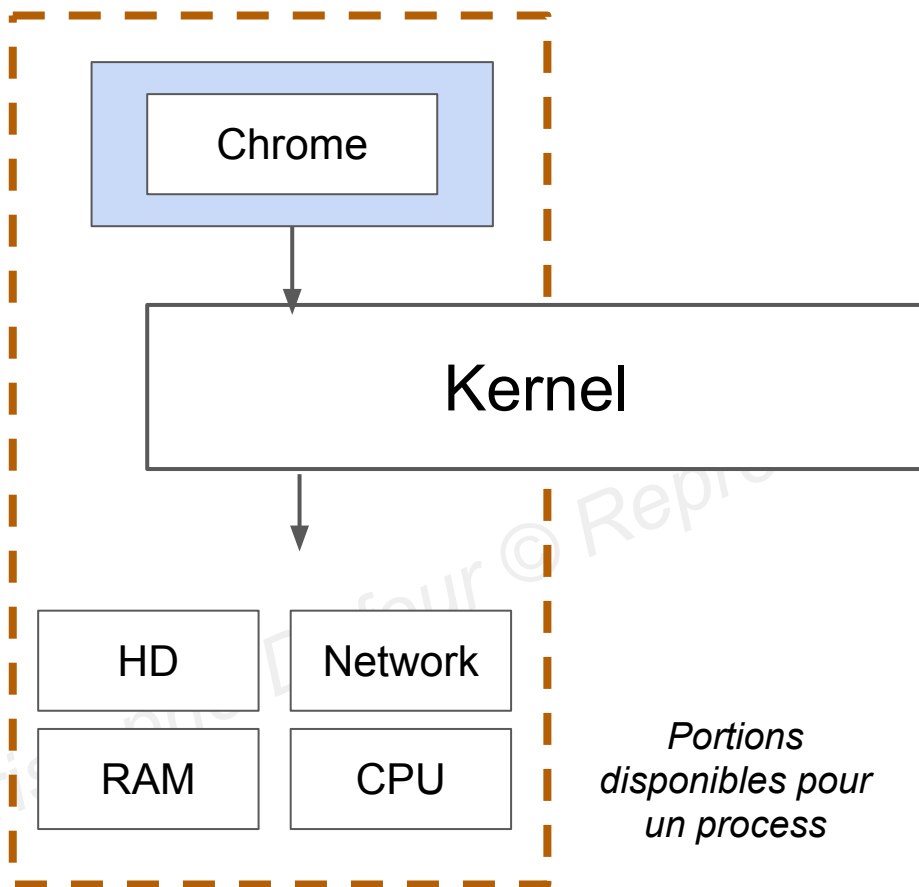 Chrome
Kernel
HD
Network
RAM
CPU
Portions
disponibles pour
un process